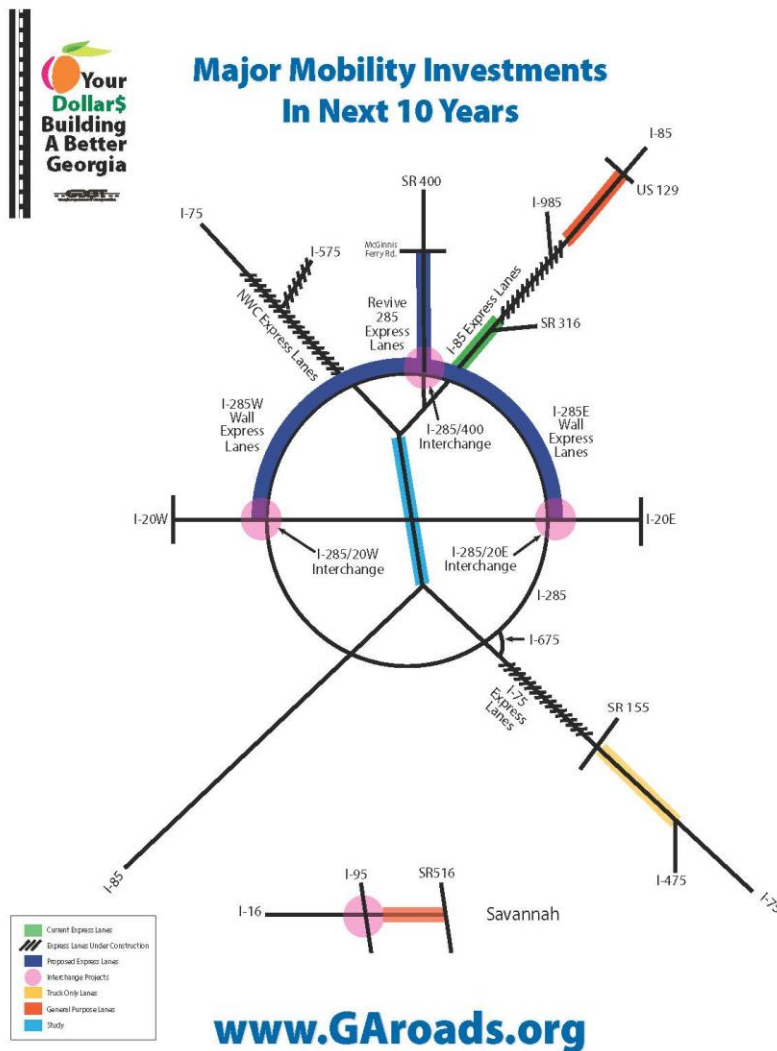 Your
Dollar$
Building
A Better
Georgia
GDOT
Major Mobility Investments
In Next 10 Years
I-85
SR 400
US 129
I-75
I-985
I-575
McGinnis
Ferry Rd.
NWC Express Lanes
Revive
285
Express
Lanes
I-85 Express Lanes
SR 316
I-285W
Wall
Express
Lanes
I-285E
Wall
Express
Lanes
I-285/400
Interchange
I-20W
I-20E
I-285/20W
Interchange
I-285/20E
Interchange
I-285
I-675
I-75
Express
Lanes
SR 155
I-85
I-475
I-75
I-95
SR516
I-16
Savannah
Current Express Lanes
Express Lanes Under Construction
Proposed Express Lanes
Interchange Projects
Truck Only Lanes
General Purpose Lanes
Study
www.GAroads.org